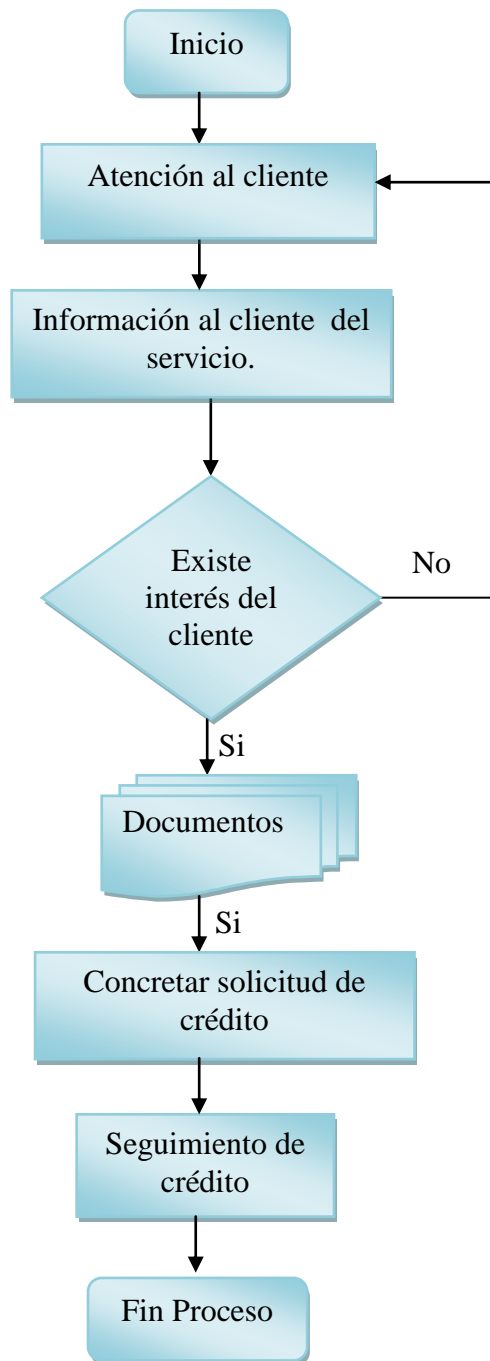 Inicio
Atención al cliente
Información al cliente del
servicio.
Existe
interés del
cliente
No
Si
Documentos
Si
Concretar solicitud de
crédito
Seguimiento de
crédito
Fin Proceso